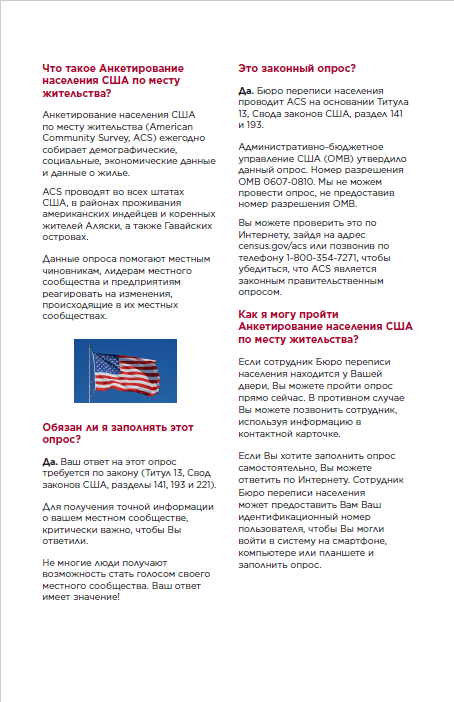 Что такое Анкетирование
населения США по месту
жительства?
Анкетирование населения США
по месту жительства (American
Community Survey, ACS) ежегодно
собирает демографические,
социальные, экономические данные
и данные о жилье.
ACS проводят во всех штатах
США, в районах проживания
американских индейцев и коренных
жителей Аляски, а также Гавайских
островах.
Данные опроса помогают местным
чиновникам, лидерам местного
сообщества и предприятиям
реагировать на изменения,
происходящие в их местных
сообществах.
Обязан ли я заполнять этот
опрос?
Да. Ваш ответ на этот опрос
требуется по закону (Титул 13, Свод
законов США, разделы 141, 193 и 221).
Для получения точной информации
о вашем местном сообществе,
критически важно, чтобы Вы
ответили.
Не многие люди получают
возможность стать голосом своего
местного сообщества. Ваш ответ
имеет значение!
Это законный опрос?
Да. Бюро переписи населения
проводит ACS на основании Титула
13, Свода законов США, раздел 141
и 193.
Административно-бюджетное
управление США (OMB) утвердило
данный опрос. Номер разрешения
OMB 0607-0810. Мы не можем
провести опрос, не предоставив
номер разрешения OMB.
Вы можете проверить это по
Интернету, зайдя на адрес
census.gov/acs или позвонив по
телефону 1-800-354-7271, чтобы
убедиться, что ACS является
законным правительственным
опросом.
Как я могу пройти
Анкетирование населения США
по месту жительства?
Если сотрудник Бюро переписи
населения находится у Вашей
двери, Вы можете пройти опрос
прямо сейчас. В противном случае
Вы можете позвонить сотрудник,
используя информацию в
контактной карточке.
Если Вы хотите заполнить опрос
самостоятельно, Вы можете
ответить по Интернету. Сотрудник
Бюро переписи населения
может предоставить Вам Ваш
идентификационный номер
пользователя, чтобы Вы могли
войти в систему на смартфоне,
компьютере или планшете и
заполнить опрос.